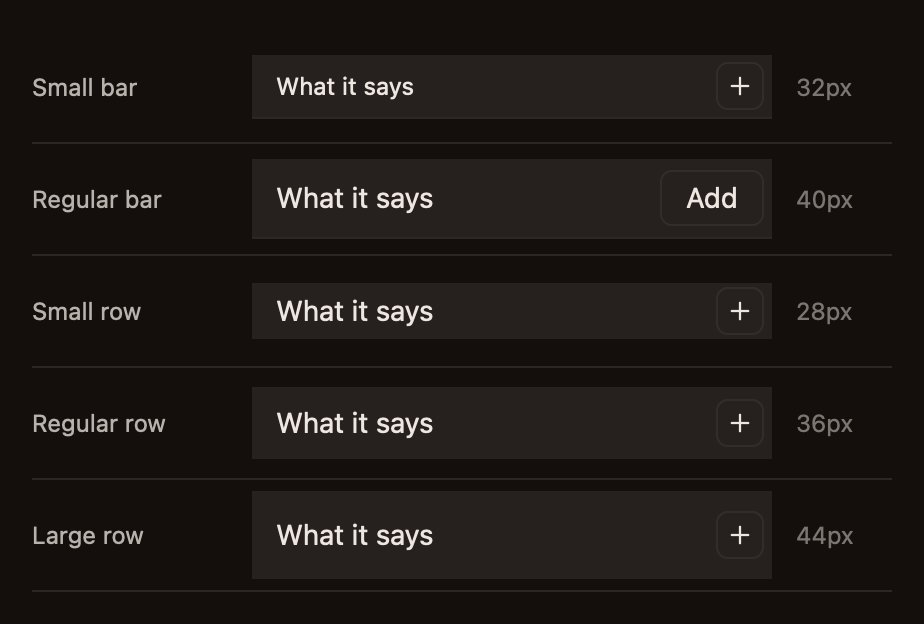 Small bar What it says + 32px
Regular bar What it says Add 40px
Small row What it says + 28px
Regular row What it says + 36px
Large row What it says + 44px